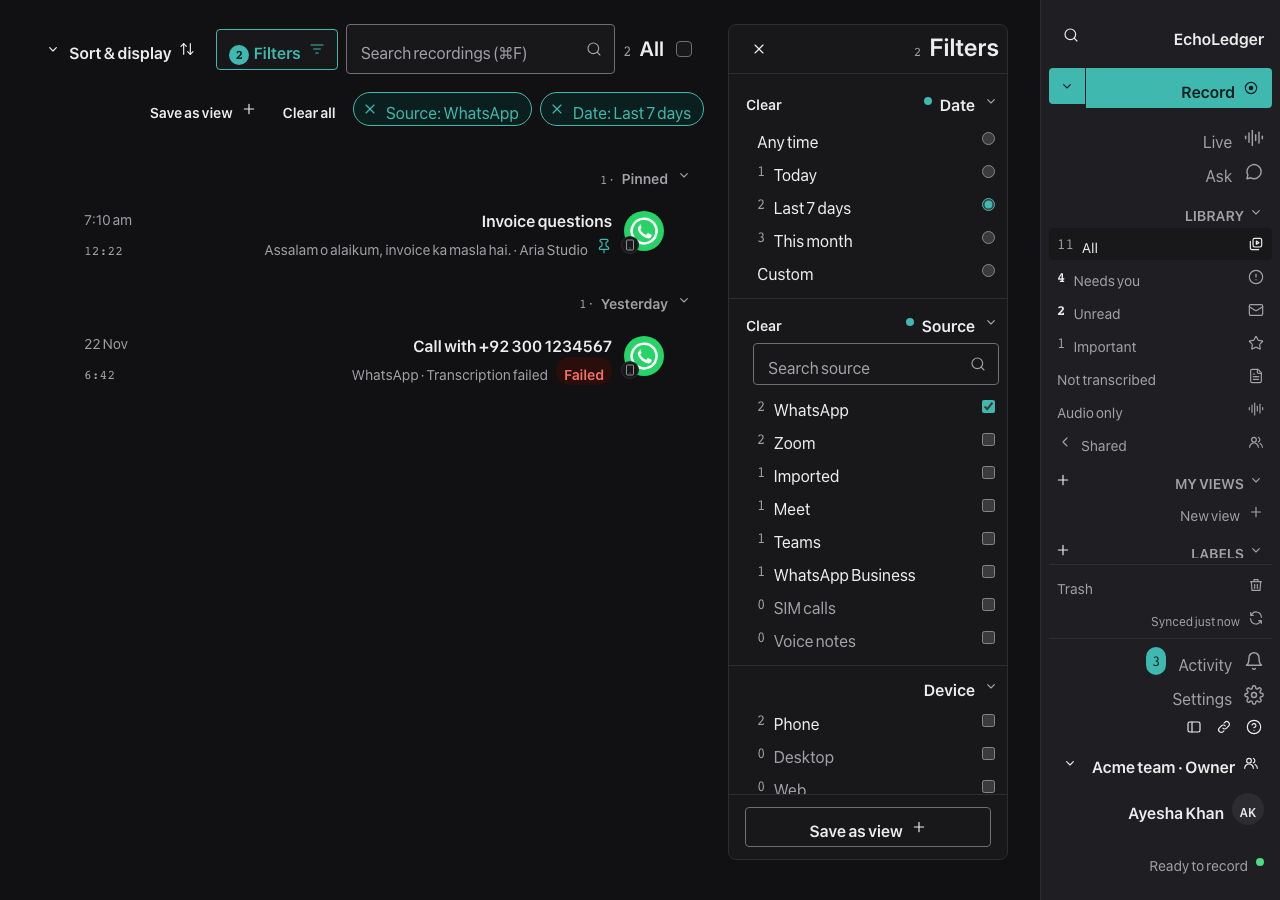 EchoLedger
Record
Live
Ask
LIBRARY
All 11
Needs you 4
Unread 2
Important 1
Not transcribed
Audio only
Shared
MY VIEWS
New view
LABELS
Trash
Synced just now
Activity 3
Settings
Acme team · Owner
AK Ayesha Khan
Ready to record
Filters 2
Date Clear
Any time
Today 1
Last 7 days 2
This month 3
Custom
Source Clear
Search source
WhatsApp 2
Zoom 2
Imported 1
Meet 1
Teams 1
WhatsApp Business 1
SIM calls 0
Voice notes 0
Device
Phone 2
Desktop 0
Web 0
Save as view
All 2
Search recordings (⌘F)
Filters 2
Sort & display
Date: Last 7 days
Source: WhatsApp
Clear all
Save as view
Pinned · 1
Invoice questions
7:10 am
Assalam o alaikum, invoice ka masla hai. · Aria Studio
12:22
Yesterday · 1
Call with +92 300 1234567
22 Nov
Failed
WhatsApp · Transcription failed
6:42